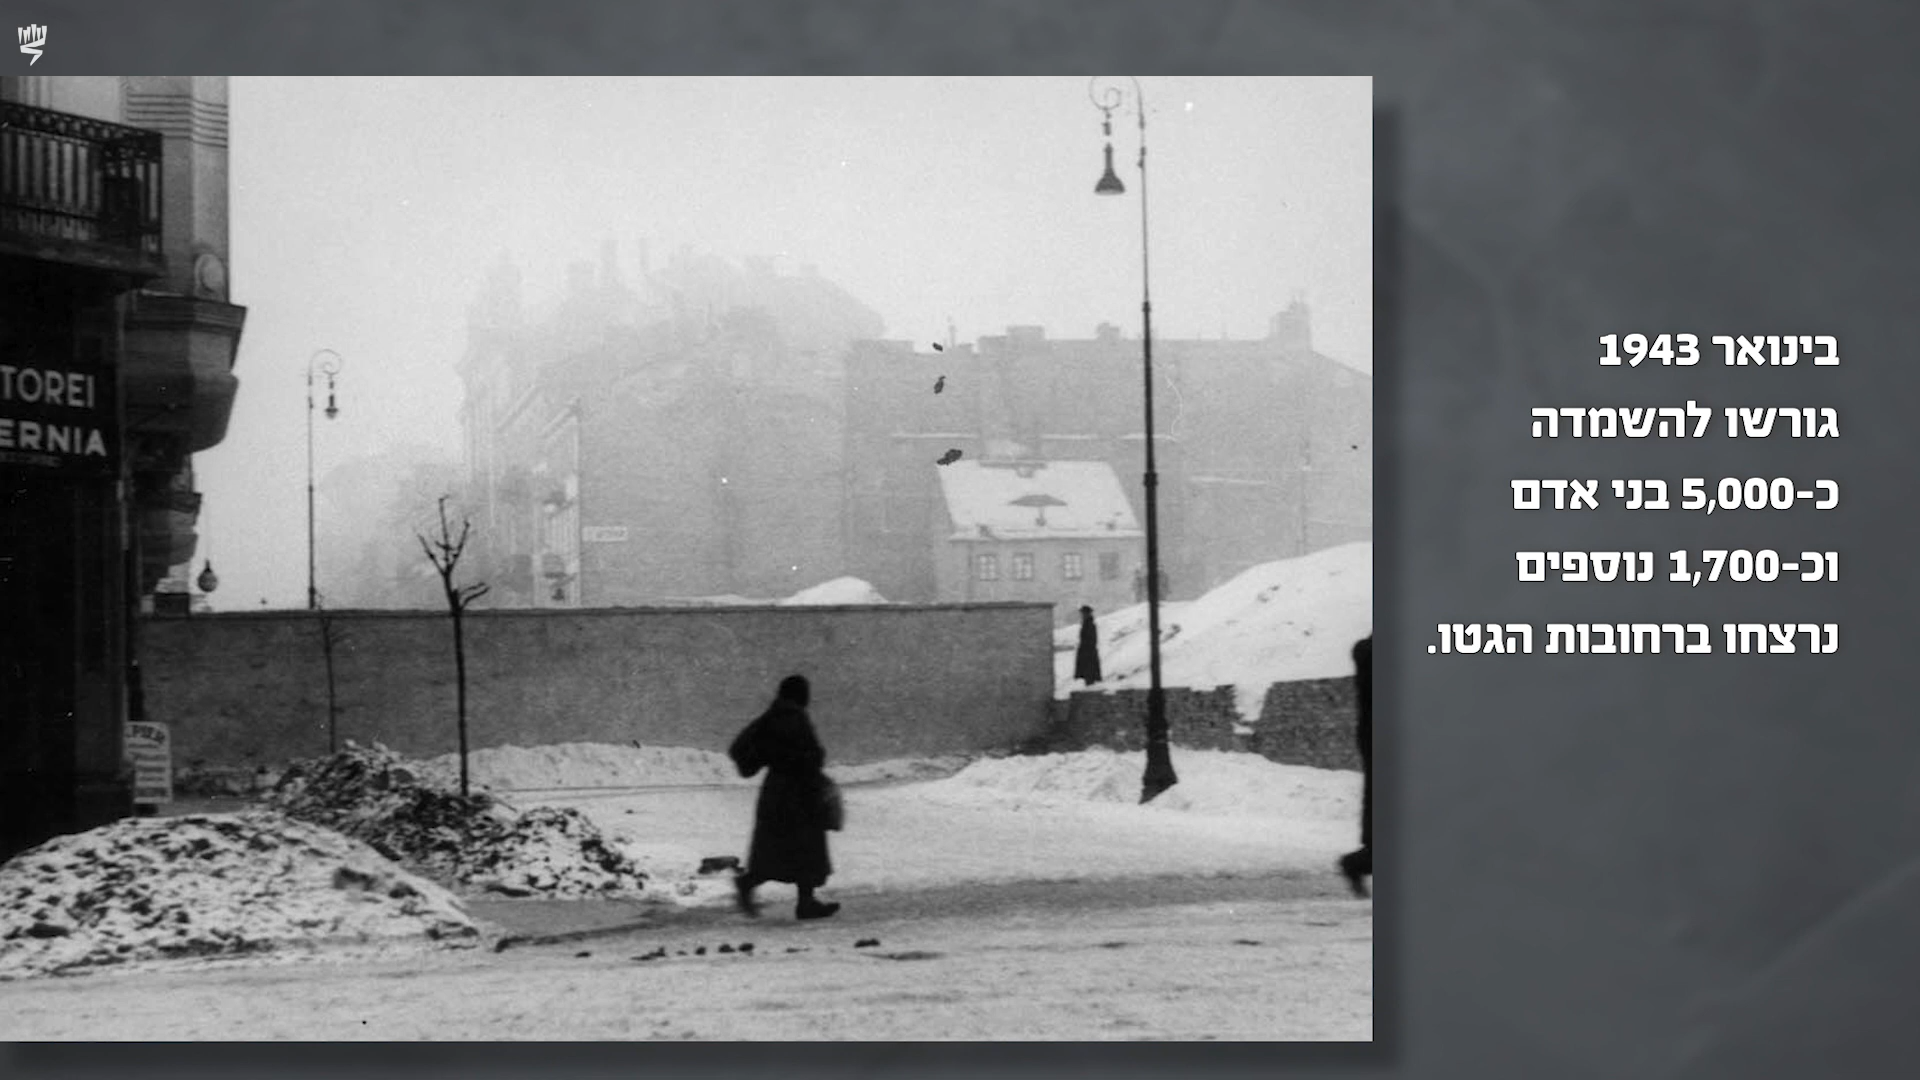 בינואר 1943
גורשו להשמדה
כ-5,000 בני אדם
וכ-1,700 נוספים
נרצחו ברחובות הגטו.
TOREI
ERNIA